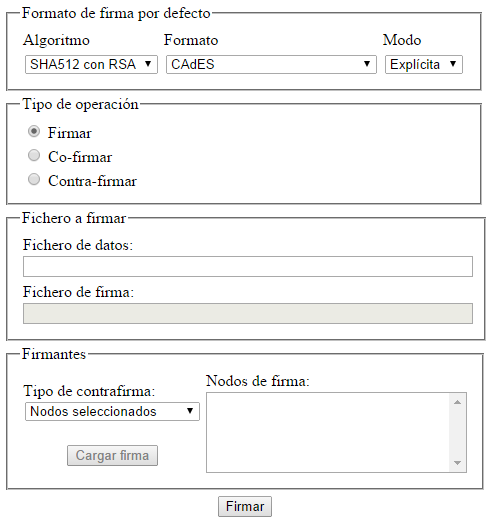 Formato de firma por defecto
Algoritmo Formato Modo
SHA512 con RSA CAdES Explícita
Tipo de operación
Firmar
Co-firmar
Contra-firmar
Fichero a firmar
Fichero de datos:
Fichero de firma:
Firmantes
Tipo de contrafirma:
Nodos seleccionados
Cargar firma
Nodos de firma:
Firmar